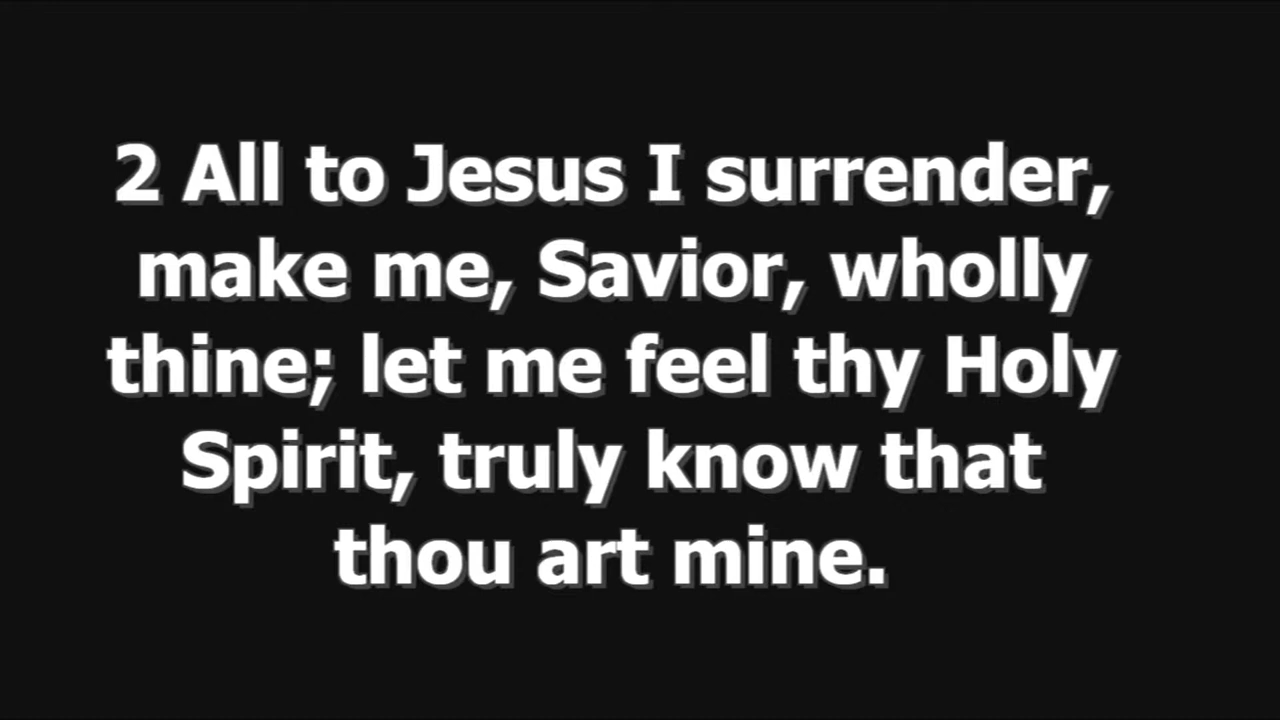 2 All to Jesus I surrender,
make me, Savior, wholly
thine; let me feel thy Holy
Spirit, truly know that
thou art mine.